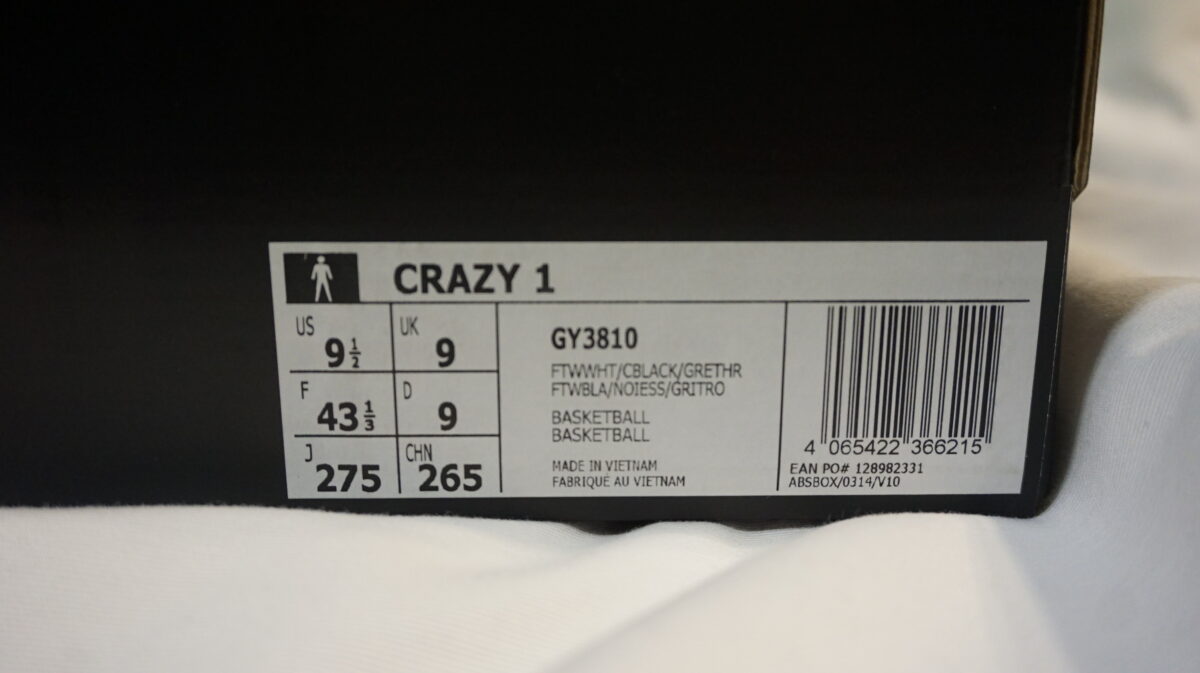 CRAZY 1
US 9 1/2
UK 9
F 43 1/3
D 9
J 275
CHN 265
GY3810
FTWWHT/CBLACK/GRETHR
FTWBLA/NOIESS/GRITRO
BASKETBALL
BASKETBALL
MADE IN VIETNAM
FABRIQUÉ AU VIETNAM
4 065422 366215
EAN PO# 128982331
ABSBOX/0314/V10